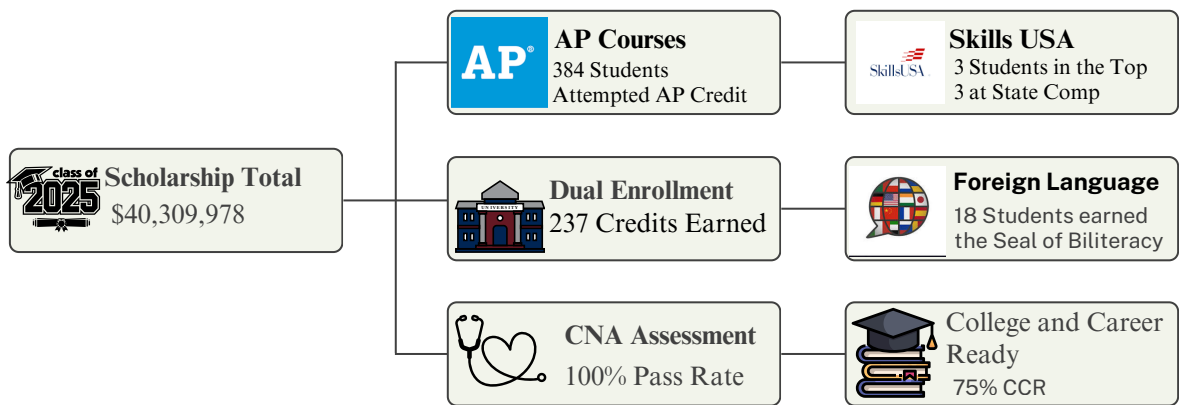 class of
2025
Scholarship Total
$40,309,978
AP®
AP Courses
384 Students
Attempted AP Credit
SkillsUSA
Skills USA
3 Students in the Top
3 at State Comp
UNIVERSITY
Dual Enrollment
237 Credits Earned
Foreign Language
18 Students earned
the Seal of Biliteracy
CNA Assessment
100% Pass Rate
College and Career
Ready
75% CCR